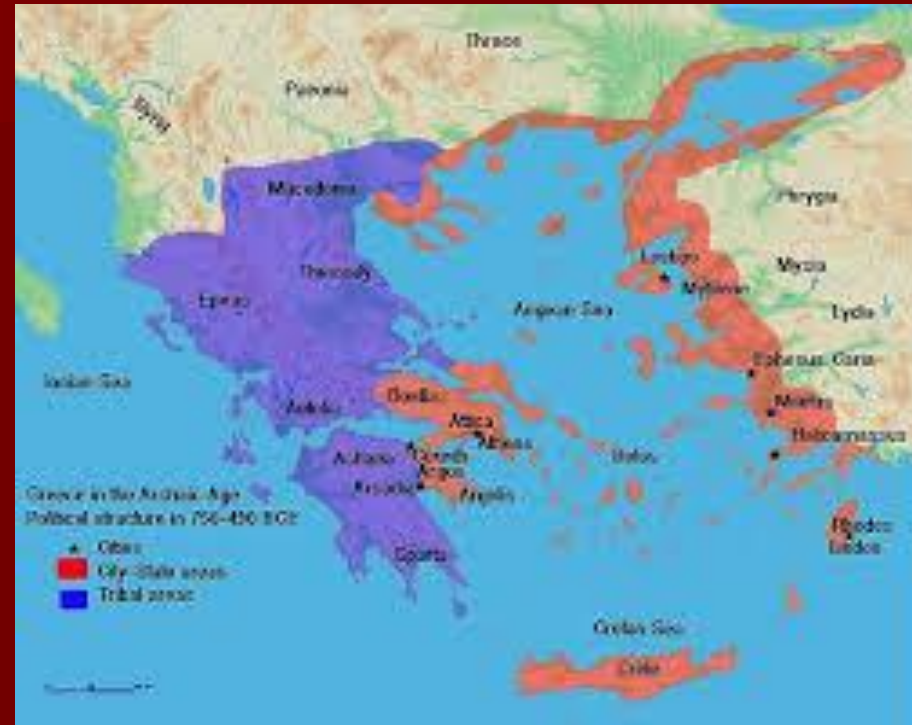 Thrace
Paeonia
Macedonia
Phrygia
Thessaly
Lesbos
Mysia
Mytilene
Epirus
Aegean Sea
Lydia
Ephesus
Caria
Ionian Sea
Boetia
Miletus
Aetolia
Attica
Halicarnassus
Athens
Achaea
Corinth
Delos
Argos
Arcadia
Argolis
Greece in the Archaic Age
Political structure in 750-490 BCE
Rhodes
Cities
Lindos
Sparta
City-State areas
Tribal areas
Cretan Sea
Crete